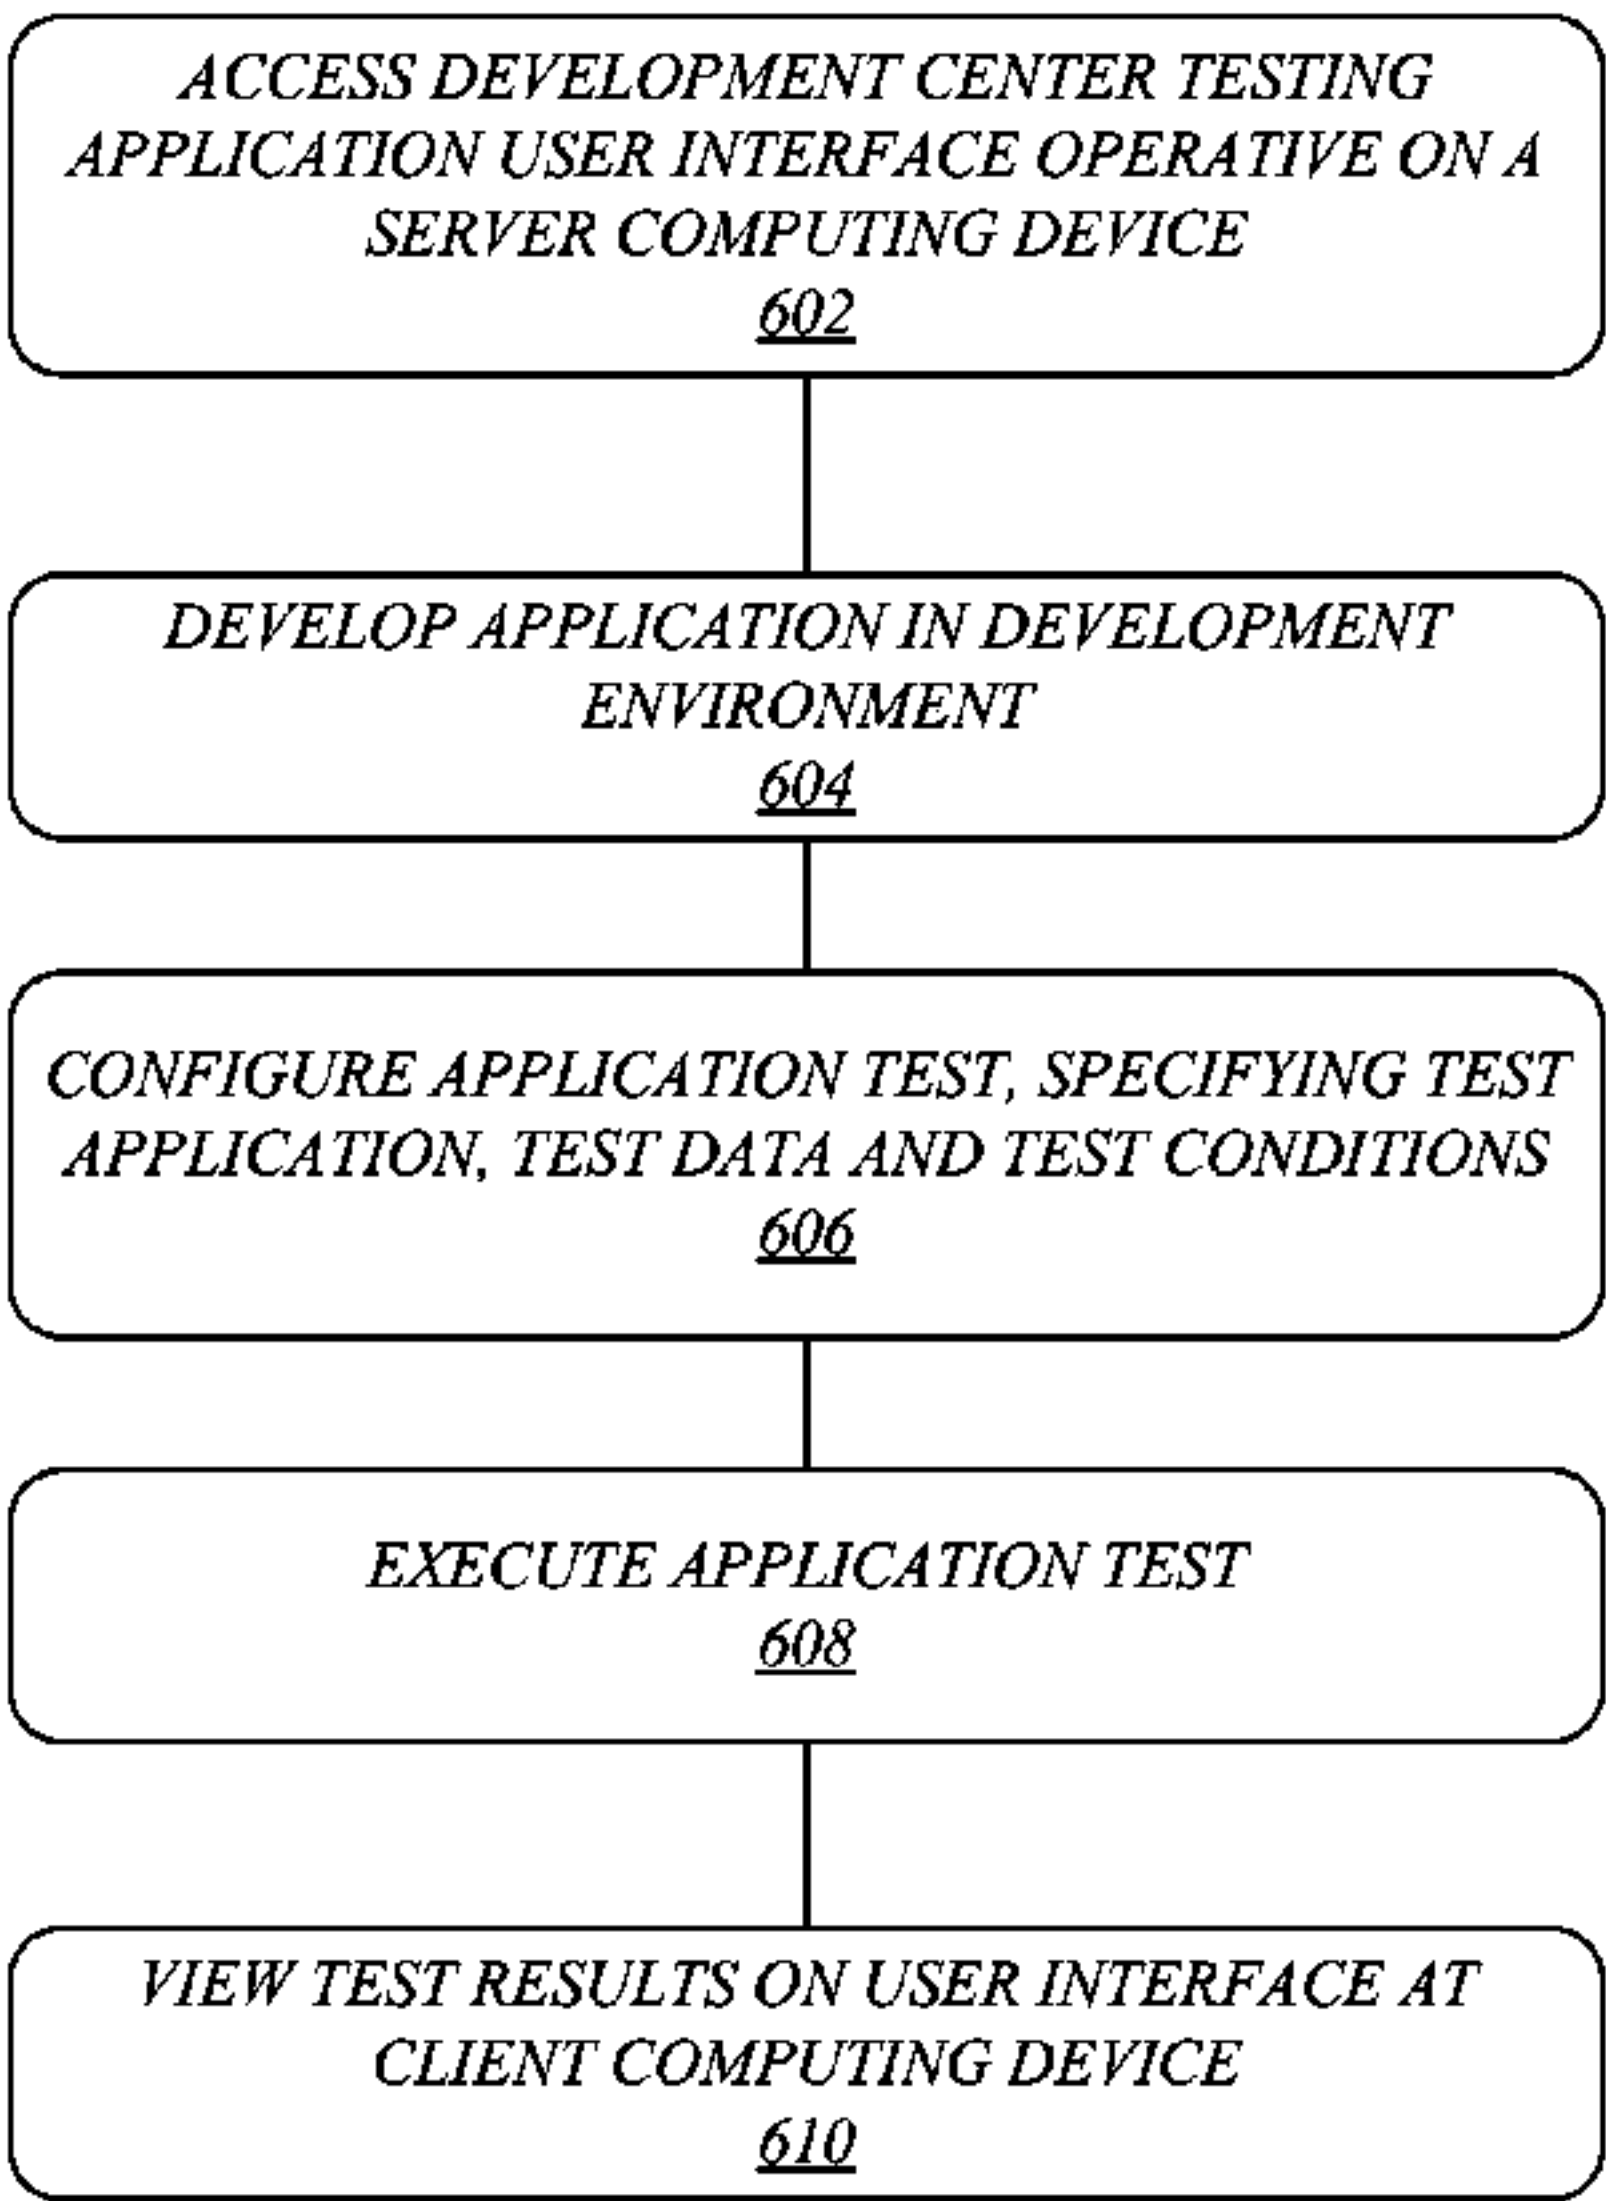 ACCESS DEVELOPMENT CENTER TESTING
APPLICATION USER INTERFACE OPERATIVE ON A
SERVER COMPUTING DEVICE
602
DEVELOP APPLICATION IN DEVELOPMENT
ENVIRONMENT
604
CONFIGURE APPLICATION TEST, SPECIFYING TEST
APPLICATION, TEST DATA AND TEST CONDITIONS
606
EXECUTE APPLICATION TEST
608
VIEW TEST RESULTS ON USER INTERFACE AT
CLIENT COMPUTING DEVICE
610